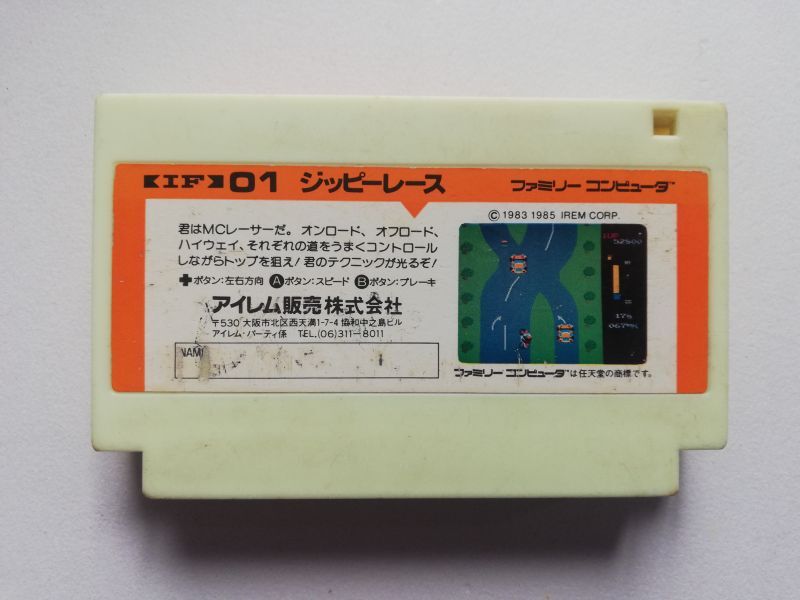 IF 01 ジッピーレース ファミリー コンピュータ™
© 1983 1985 IREM CORP.
君はMCレーサーだ。オンロード、オフロード、
ハイウェイ、それぞれの道をうまくコントロール
しながらトップを狙え!君のテクニックが光るぞ!
✚ボタン:左右方向 Ⓐボタン:スピード Ⓑボタン:ブレーキ
アイレム販売株式会社
〒530 大阪市北区西天満1-7-4 協和中之島ビル
アイレム・パーティ係 TEL.(06)311-8011
NAME
1UP
52800
175
ファミリー コンピュータは任天堂の商標です。